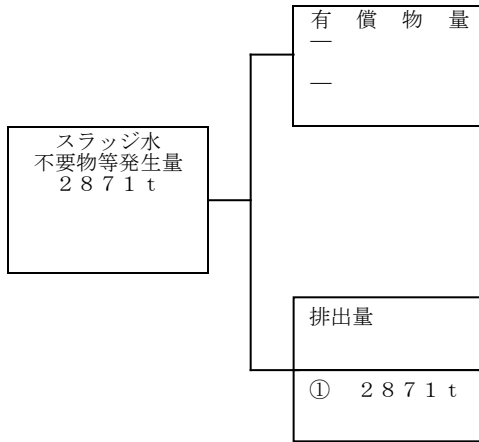 有　償　物　量
―
―
スラッジ水
不要物等発生量
２８７１ｔ
排出量
①　２８７１ｔ